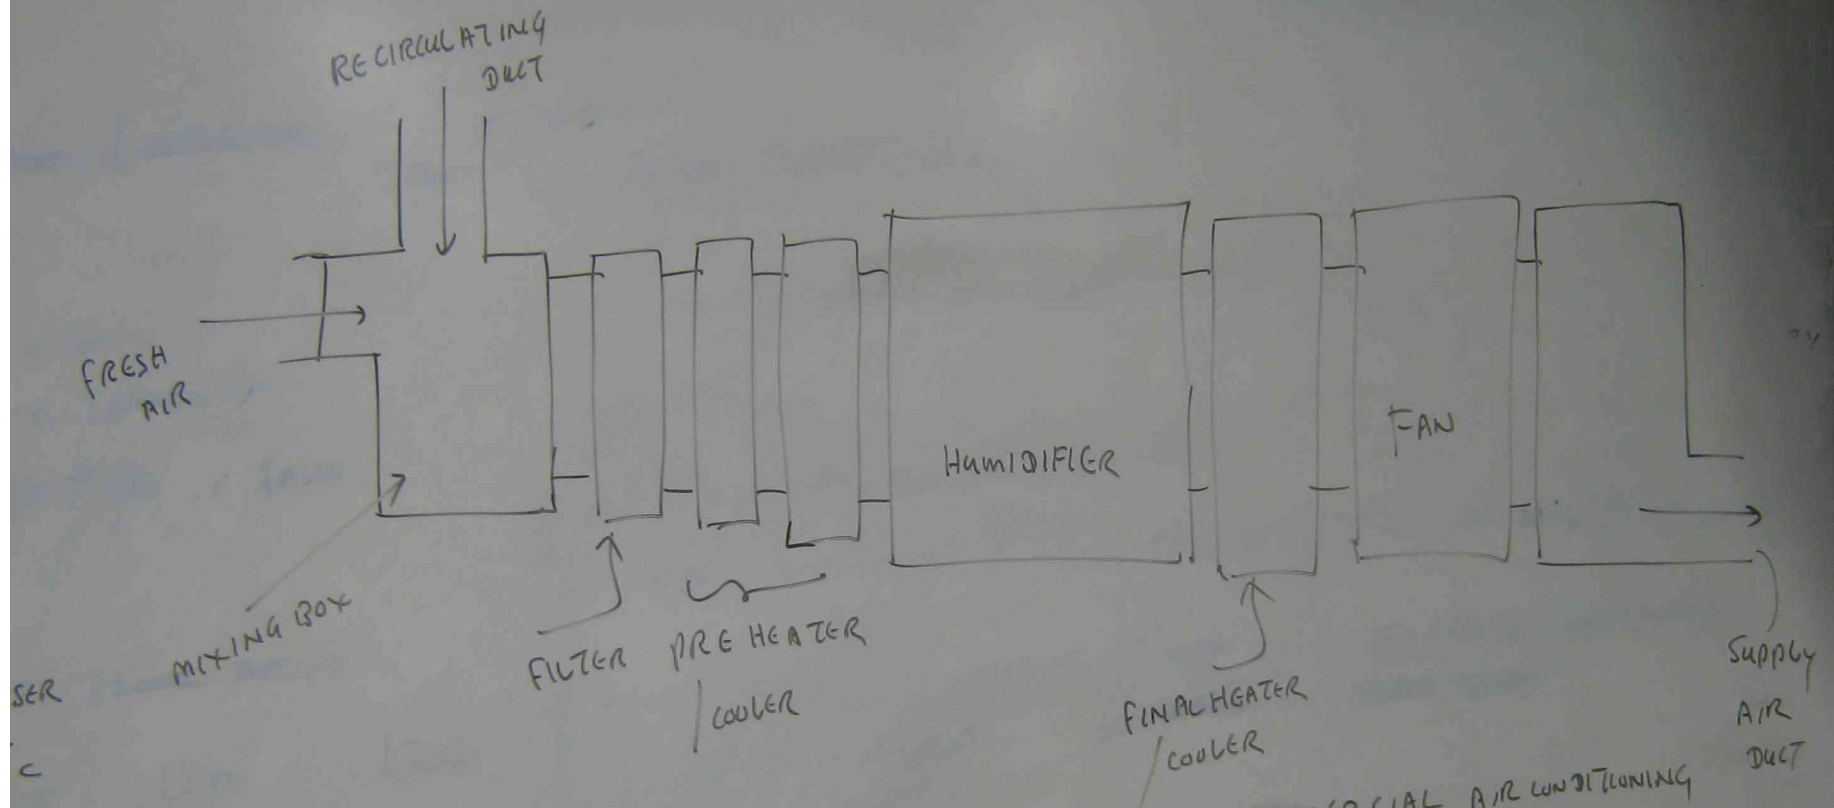 RECIRCULATING
DUCT
FRESH
AIR
HUMIDIFIER
FAN
MIXING BOX
FILTER
PRE HEATER
/ COOLER
FINAL HEATER
/ COOLER
SUPPLY
AIR
DUCT
SER
C
AIR CONDITIONING